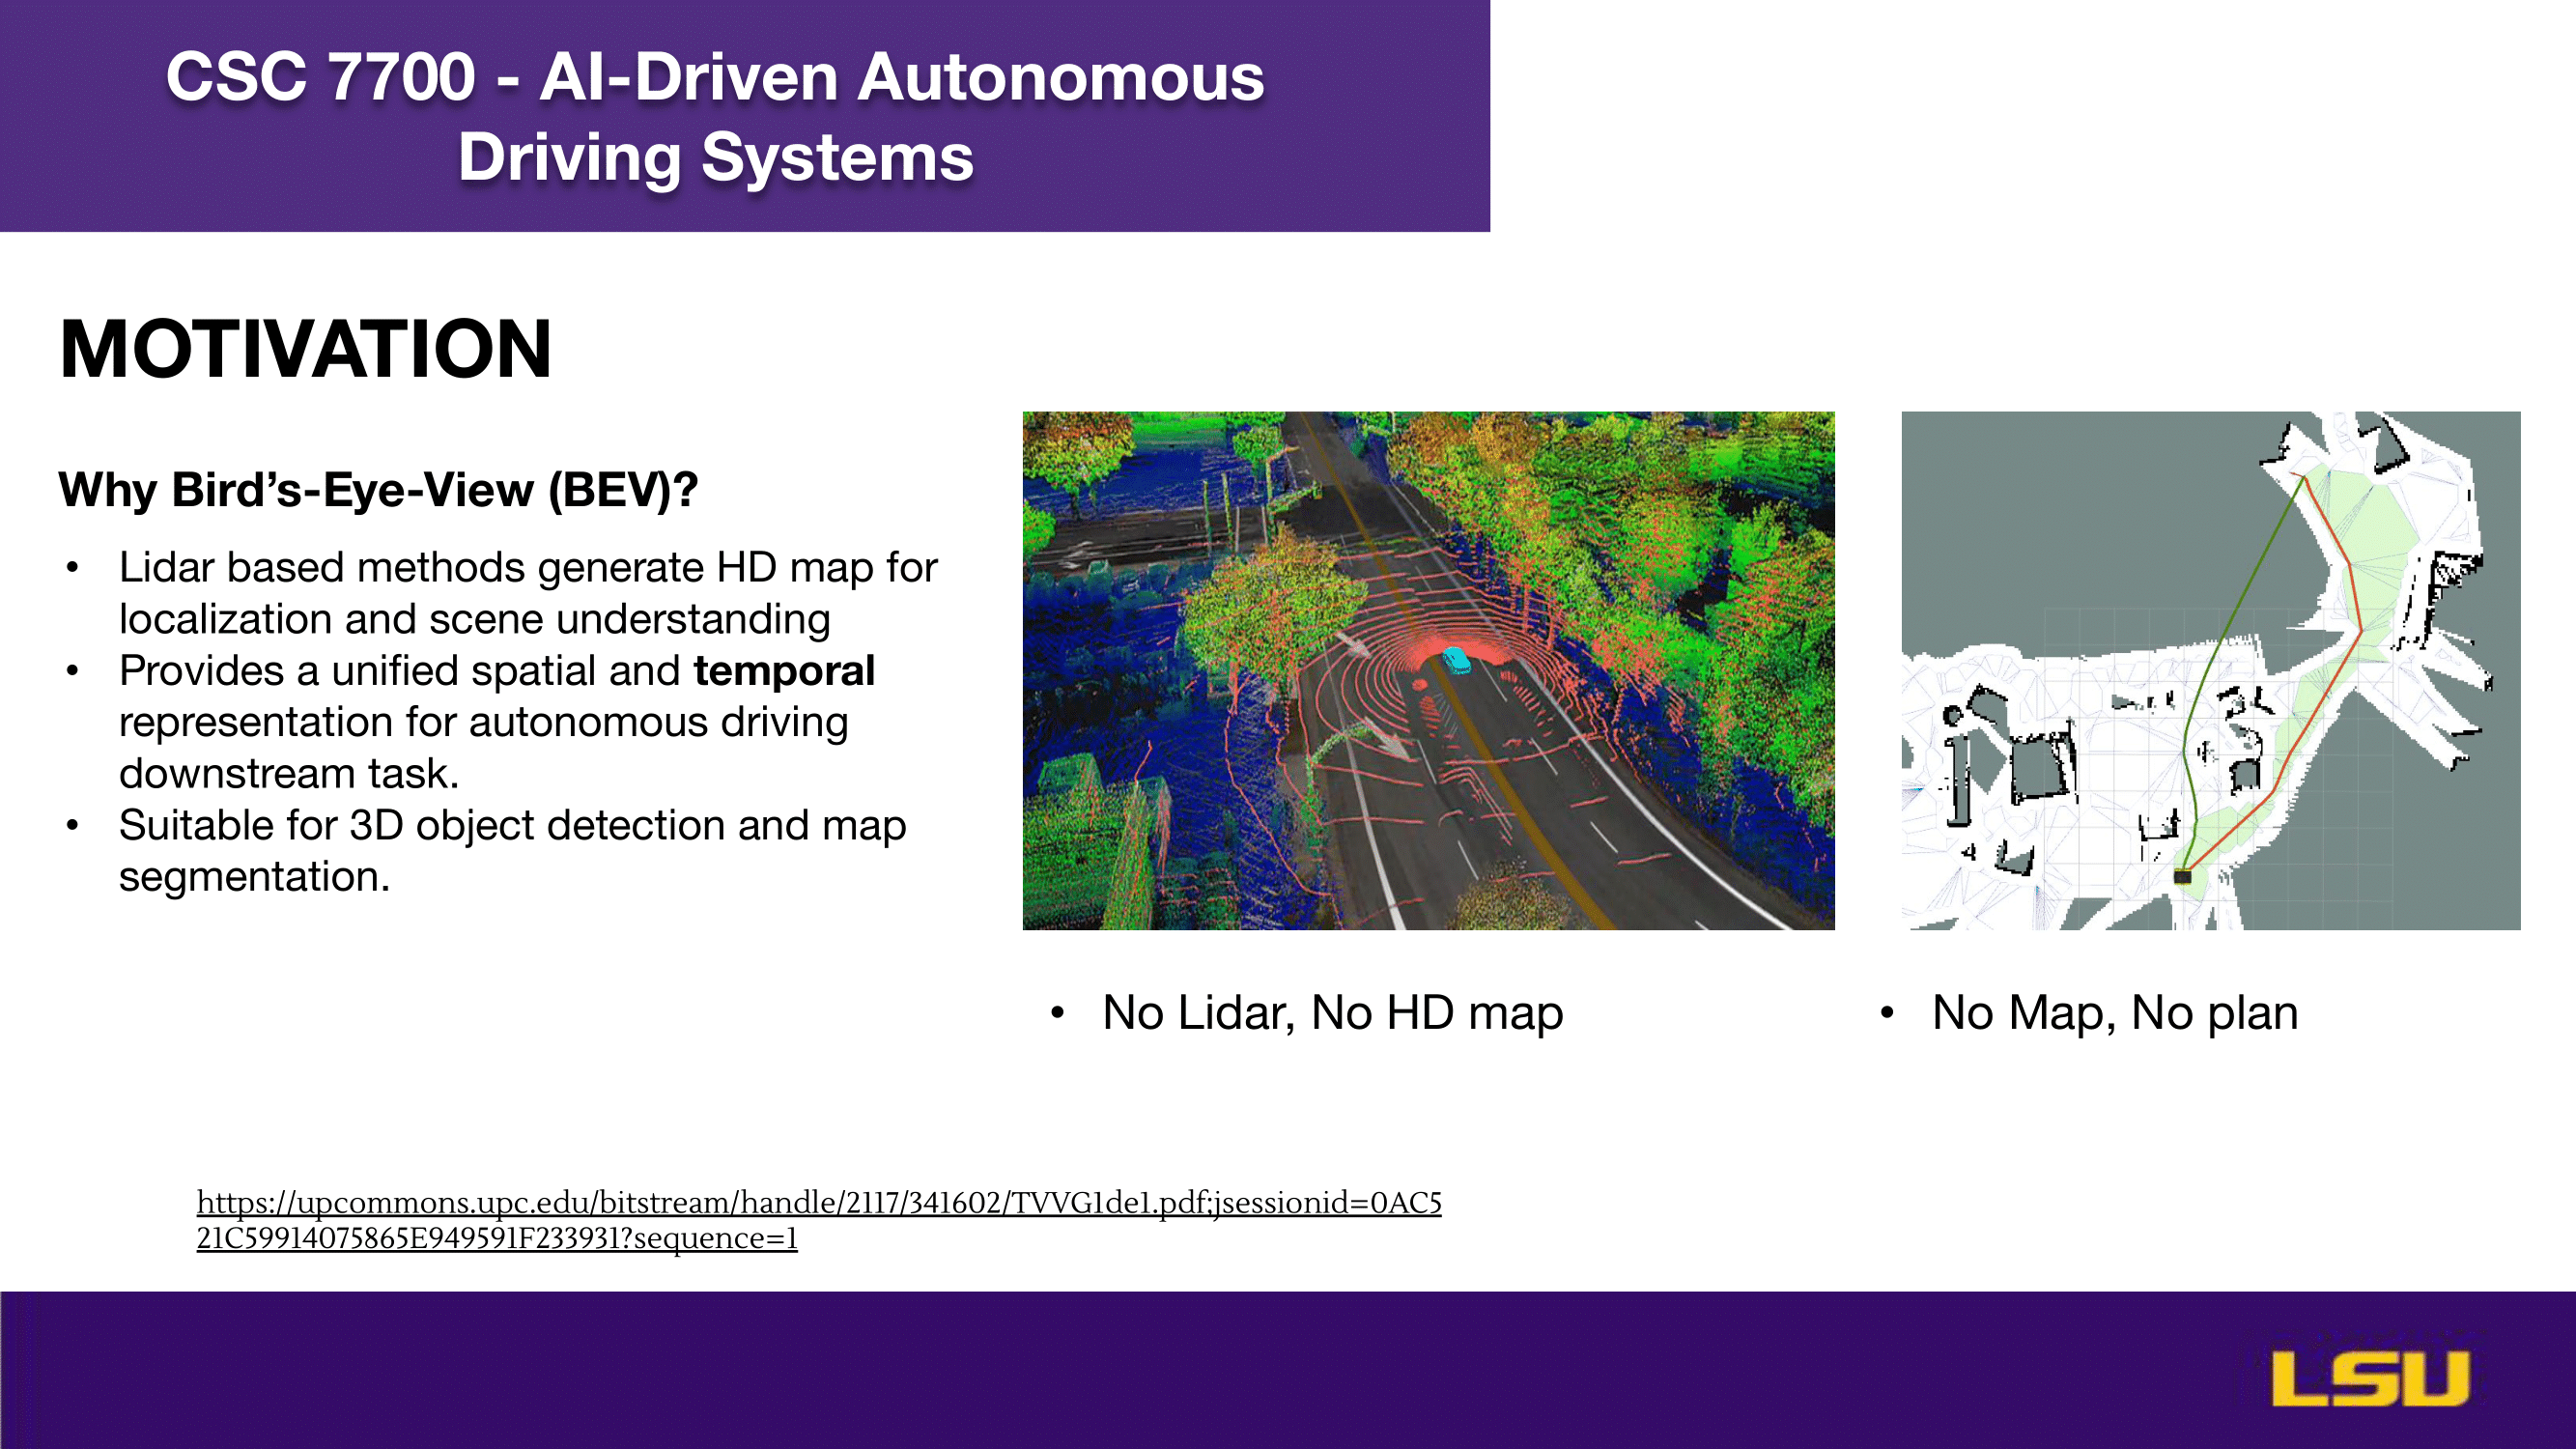 CSC 7700 - AI-Driven Autonomous
Driving Systems
MOTIVATION
Why Bird’s-Eye-View (BEV)?
• Lidar based methods generate HD map for
localization and scene understanding
• Provides a unified spatial and temporal
representation for autonomous driving
downstream task.
• Suitable for 3D object detection and map
segmentation.
• No Lidar, No HD map
• No Map, No plan
https://upcommons.upc.edu/bitstream/handle/2117/341602/TVVG1de1.pdf;jsessionid=0AC5
21C59914075865E949591F233931?sequence=1
LSU